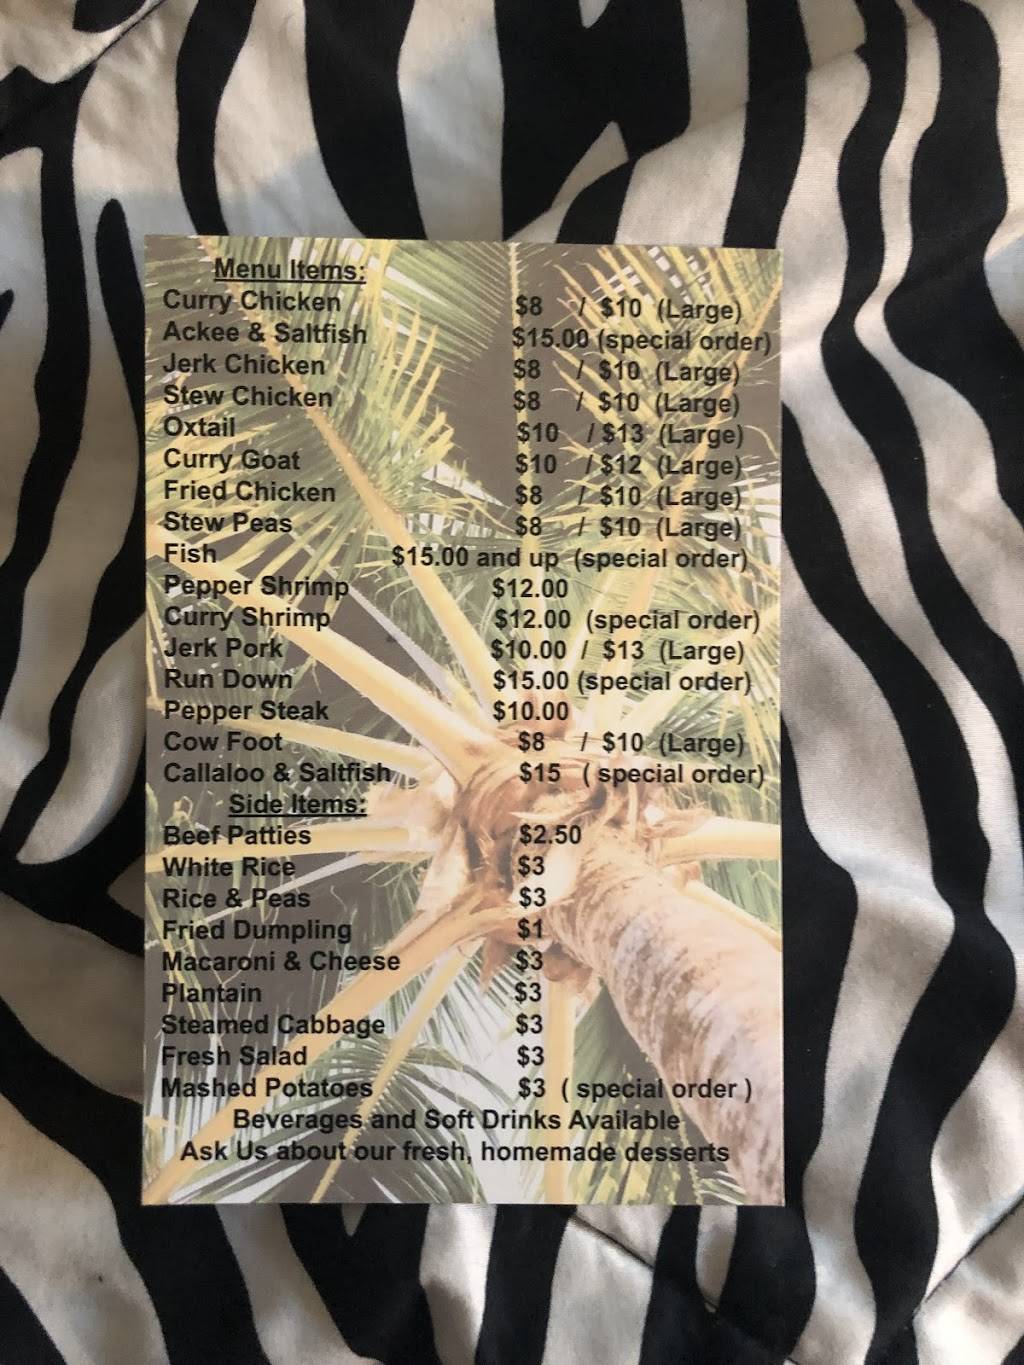 Menu Items:
Curry Chicken $8 / $10 (Large)
Ackee & Saltfish $15.00 (special order)
Jerk Chicken $8 / $10 (Large)
Stew Chicken $8 / $10 (Large)
Oxtail $10 / $13 (Large)
Curry Goat $10 / $12 (Large)
Fried Chicken $8 / $10 (Large)
Stew Peas $8 / $10 (Large)
Fish $15.00 and up (special order)
Pepper Shrimp $12.00
Curry Shrimp $12.00 (special order)
Jerk Pork $10.00 / $13 (Large)
Run Down $15.00 (special order)
Pepper Steak $10.00
Cow Foot $8 / $10 (Large)
Callaloo & Saltfish $15 ( special order)
Side Items:
Beef Patties $2.50
White Rice $3
Rice & Peas $3
Fried Dumpling $1
Macaroni & Cheese $3
Plantain $3
Steamed Cabbage $3
Fresh Salad $3
Mashed Potatoes $3 ( special order )
Beverages and Soft Drinks Available
Ask Us about our fresh, homemade desserts